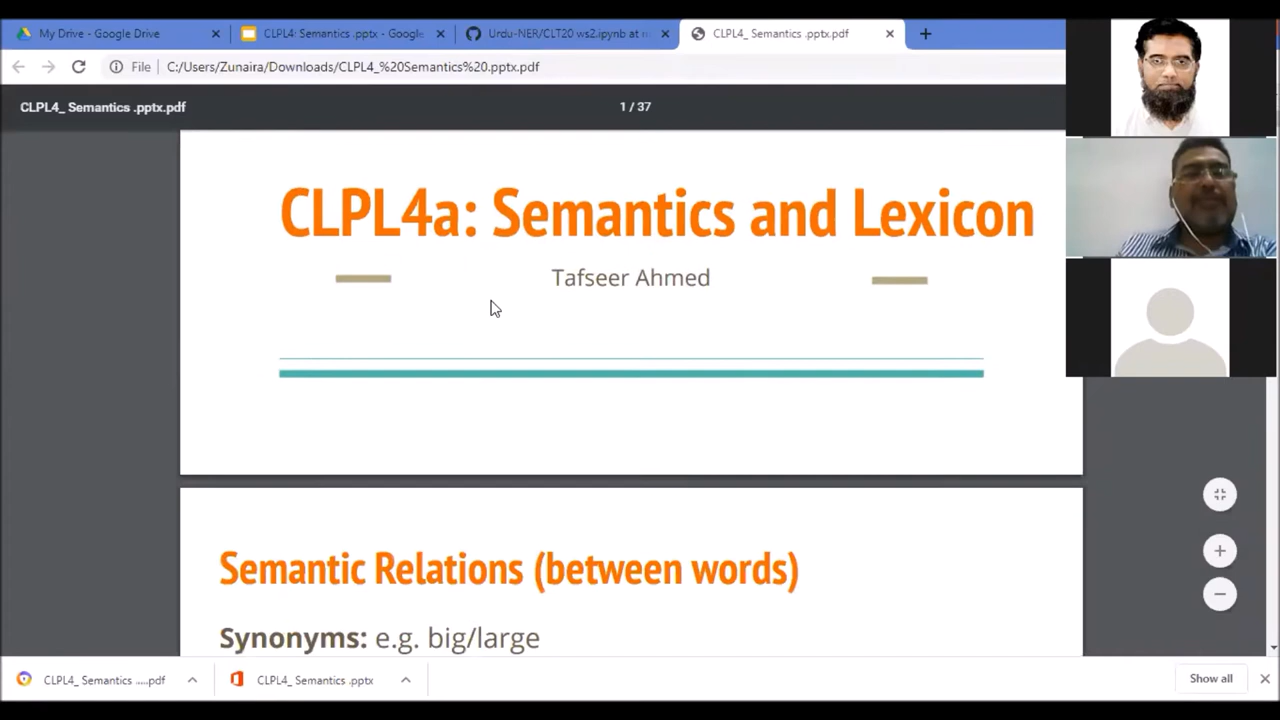 My Drive - Google Drive
CLPL4: Semantics .pptx - Google
Urdu-NER/CLT20 ws2.ipynb at
CLPL4_ Semantics .pptx.pdf
File C:/Users/Zunaira/Downloads/CLPL4_%20Semantics%20.pptx.pdf
CLPL4_ Semantics .pptx.pdf
1 / 37
CLPL4a: Semantics and Lexicon
Tafseer Ahmed
Semantic Relations (between words)
Synonyms: e.g. big/large
CLPL4_ Semantics .....pdf
CLPL4_ Semantics .pptx
Show all